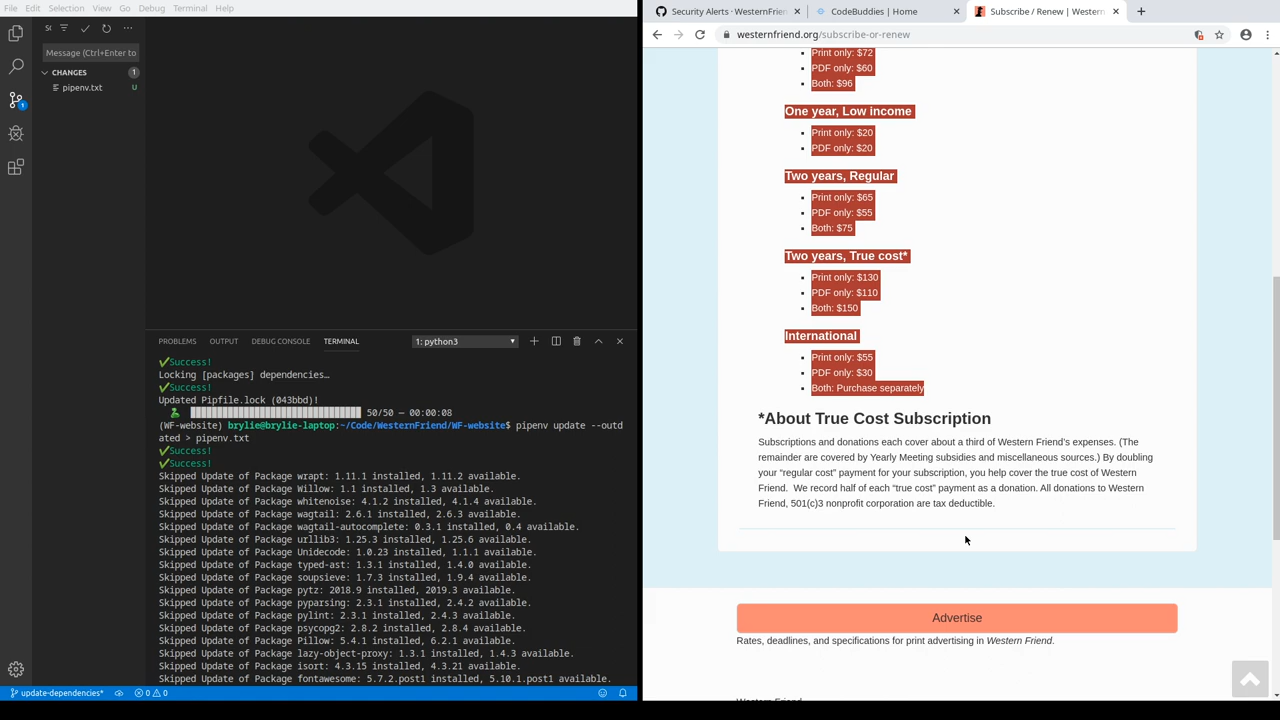 File Edit Selection View Go Debug Terminal Help
Message (Ctrl+Enter to
CHANGES 1
pipenv.txt U
1
PROBLEMS OUTPUT DEBUG CONSOLE TERMINAL 1: python3
✔Success!
Locking [packages] dependencies…
✔Success!
Updated Pipfile.lock (043bbd)!
50/50 — 00:00:08
(WF-website) brylie@brylie-laptop:~/Code/WesternFriend/WF-website$ pipenv update --outd
ated > pipenv.txt
✔Success!
✔Success!
Skipped Update of Package wrapt: 1.11.1 installed, 1.11.2 available.
Skipped Update of Package Willow: 1.1 installed, 1.3 available.
Skipped Update of Package whitenoise: 4.1.2 installed, 4.1.4 available.
Skipped Update of Package wagtail: 2.6.1 installed, 2.6.3 available.
Skipped Update of Package wagtail-autocomplete: 0.3.1 installed, 0.4 available.
Skipped Update of Package urllib3: 1.25.3 installed, 1.25.6 available.
Skipped Update of Package Unidecode: 1.0.23 installed, 1.1.1 available.
Skipped Update of Package typed-ast: 1.3.1 installed, 1.4.0 available.
Skipped Update of Package soupsieve: 1.7.3 installed, 1.9.4 available.
Skipped Update of Package pytz: 2018.9 installed, 2019.3 available.
Skipped Update of Package pyparsing: 2.3.1 installed, 2.4.2 available.
Skipped Update of Package pylint: 2.3.1 installed, 2.4.3 available.
Skipped Update of Package psycopg2: 2.8.2 installed, 2.8.4 available.
Skipped Update of Package Pillow: 5.4.1 installed, 6.2.1 available.
Skipped Update of Package lazy-object-proxy: 1.3.1 installed, 1.4.3 available.
Skipped Update of Package isort: 4.3.15 installed, 4.3.21 available.
Skipped Update of Package fontawesome: 5.7.2.post1 installed, 5.10.1.post1 available.
update-dependencies* 0 0
Security Alerts · WesternFrien CodeBuddies | Home Subscribe / Renew | Western
westernfriend.org/subscribe-or-renew
Print only: $72
PDF only: $60
Both: $96
One year, Low income
Print only: $20
PDF only: $20
Two years, Regular
Print only: $65
PDF only: $55
Both: $75
Two years, True cost*
Print only: $130
PDF only: $110
Both: $150
International
Print only: $55
PDF only: $30
Both: Purchase separately
*About True Cost Subscription
Subscriptions and donations each cover about a third of Western Friend’s expenses. (The
remainder are covered by Yearly Meeting subsidies and miscellaneous sources.) By doubling
your “regular cost” payment for your subscription, you help cover the true cost of Western
Friend. We record half of each “true cost” payment as a donation. All donations to Western
Friend, 501(c)3 nonprofit corporation are tax deductible.
Advertise
Rates, deadlines, and specifications for print advertising in Western Friend.